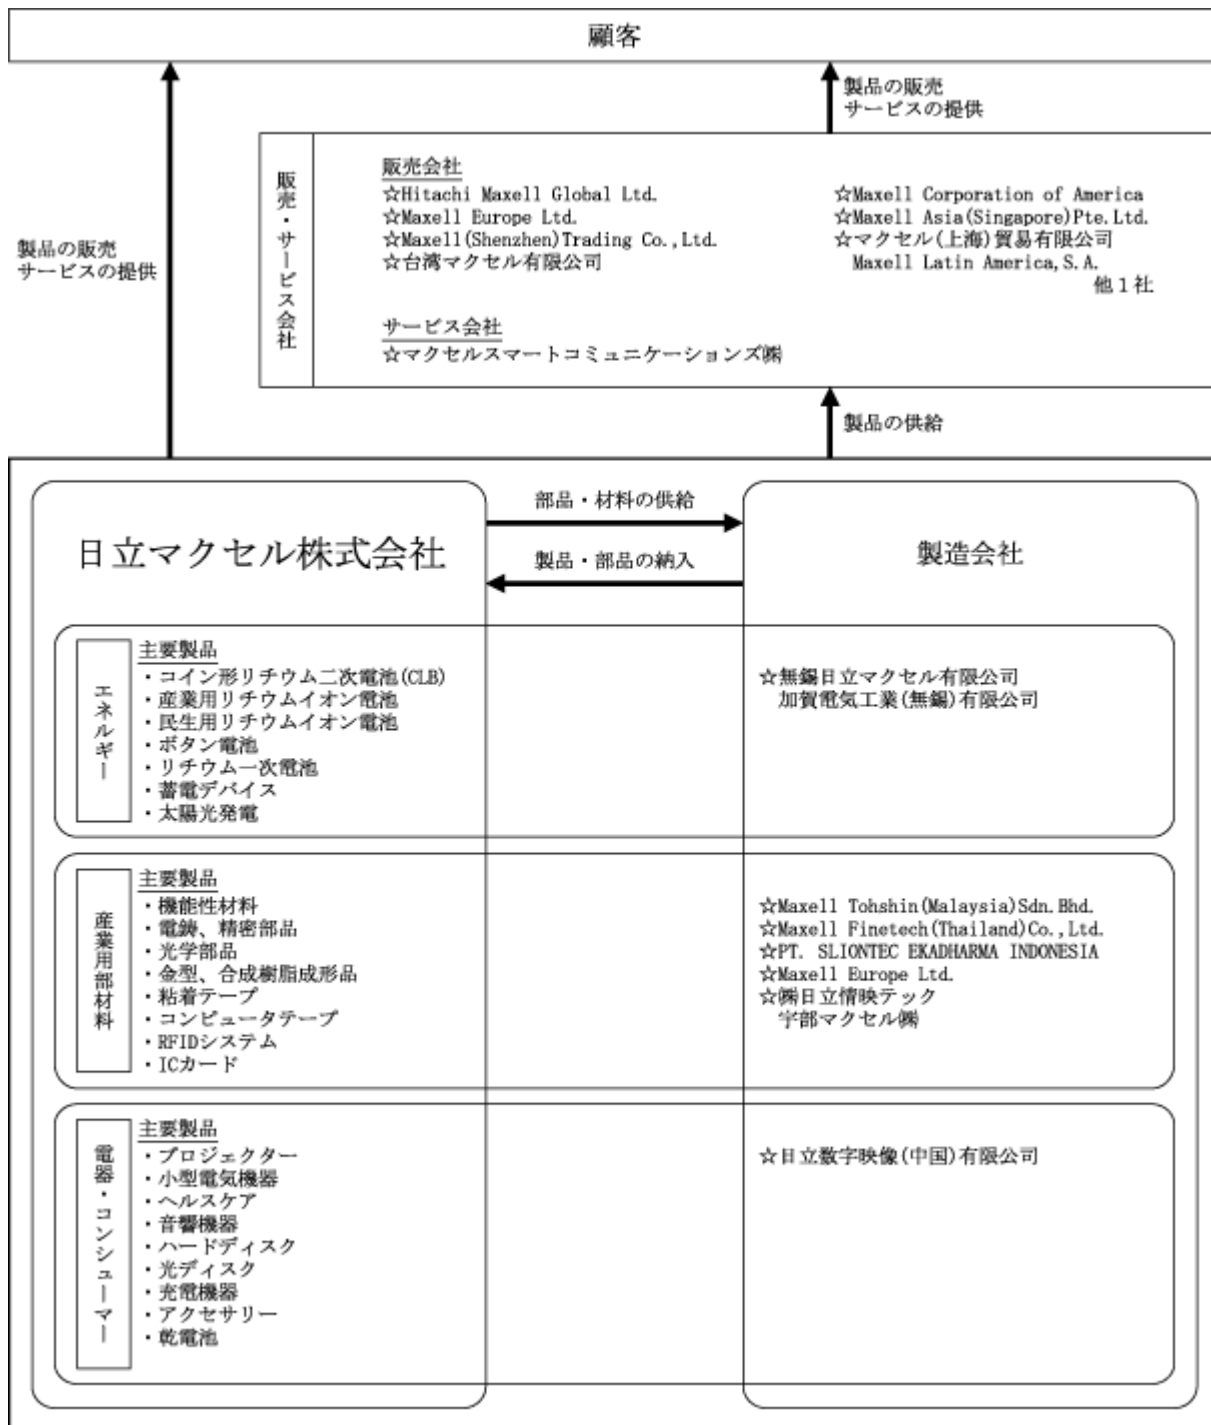 顧客
製品の販売
サービスの提供
製品の販売
サービスの提供
販売・サービス会社
販売会社
☆Hitachi Maxell Global Ltd.
☆Maxell Europe Ltd.
☆Maxell(Shenzhen)Trading Co.,Ltd.
☆台湾マクセル有限公司
☆Maxell Corporation of America
☆Maxell Asia(Singapore)Pte.Ltd.
☆マクセル(上海)貿易有限公司
Maxell Latin America,S.A.
他1社
サービス会社
☆マクセルスマートコミュニケーションズ㈱
製品の供給
日立マクセル株式会社
部品・材料の供給
製品・部品の納入
製造会社
エネルギー
主要製品
・コイン形リチウム二次電池(CLB)
・産業用リチウムイオン電池
・民生用リチウムイオン電池
・ボタン電池
・リチウム一次電池
・蓄電デバイス
・太陽光発電
☆無錫日立マクセル有限公司
加賀電気工業(無錫)有限公司
産業用部材料
主要製品
・機能性材料
・電鋳、精密部品
・光学部品
・金型、合成樹脂成形品
・粘着テープ
・コンピュータテープ
・RFIDシステム
・ICカード
☆Maxell Tohshin(Malaysia)Sdn.Bhd.
☆Maxell Finetech(Thailand)Co.,Ltd.
☆PT. SLIONTEC EKADHARMA INDONESIA
☆Maxell Europe Ltd.
☆㈱日立情映テック
宇部マクセル㈱
電器・コンシューマー
主要製品
・プロジェクター
・小型電気機器
・ヘルスケア
・音響機器
・ハードディスク
・光ディスク
・充電機器
・アクセサリー
・乾電池
☆日立数字映像(中国)有限公司